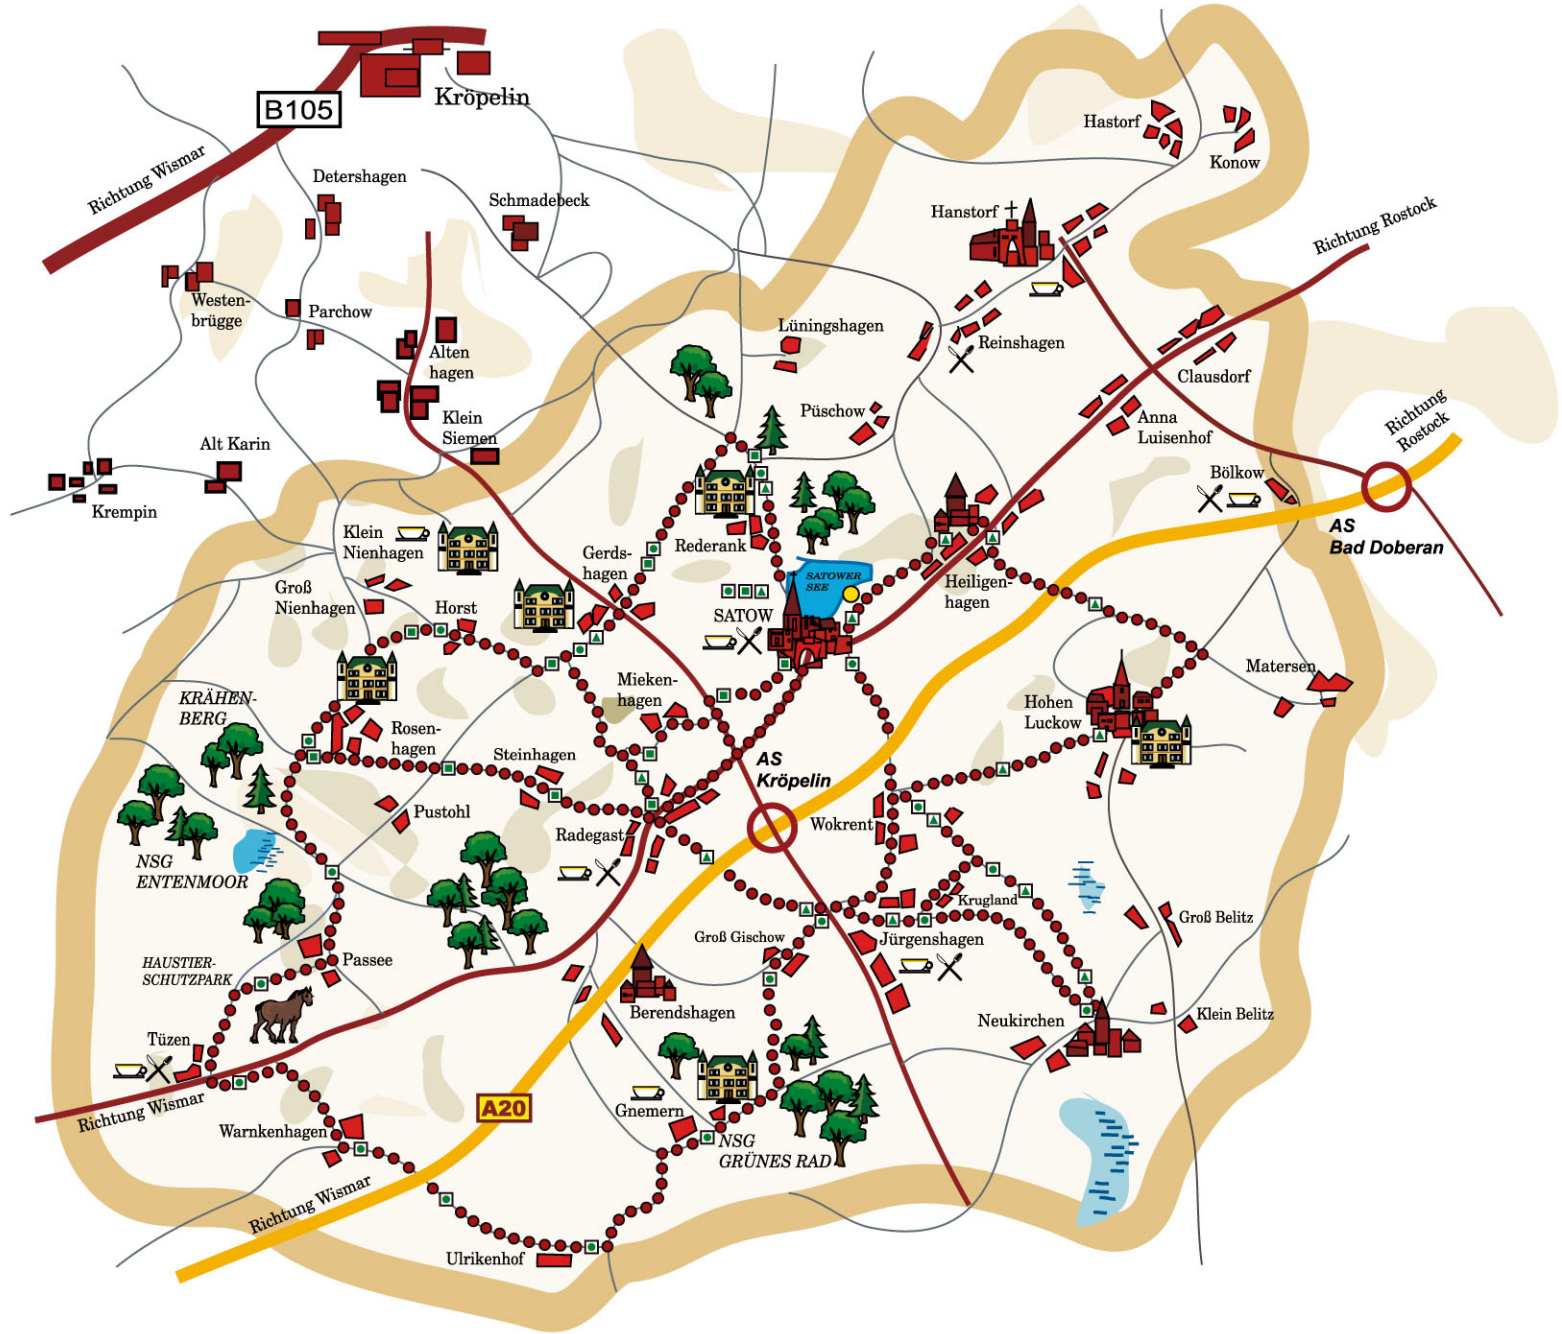 Kröpelin
B105
Richtung Wismar
Detershagen
Schmadebeck
Westen-
brügge
Parchow
Alten
hagen
Klein
Siemen
Alt Karin
Krempin
Hastorf
Konow
Hanstorf
Richtung Rostock
Lüningshagen
Reinshagen
Clausdorf
Püschow
Anna
Luisenhof
Richtung
Rostock
Bölkow
AS
Bad Doberan
Klein
Nienhagen
Groß
Nienhagen
Horst
Gerds-
hagen
Rederank
SATOWER
SEE
SATOW
Heiligen-
hagen
Matersen
Hohen
Luckow
Mieken-
hagen
KRÄHEN-
BERG
Rosen-
hagen
Steinhagen
AS
Kröpelin
Pustohl
Radegast
Wokrent
NSG
ENTENMOOR
Krugland
Groß Belitz
Jürgenshagen
Groß Gischow
HAUSTIER-
SCHUTZPARK
Passee
Berendshagen
Neukirchen
Klein Belitz
Tüzen
Richtung Wismar
A20
Gnemern
Warnkenhagen
NSG
GRÜNES RAD
Richtung Wismar
Ulrikenhof